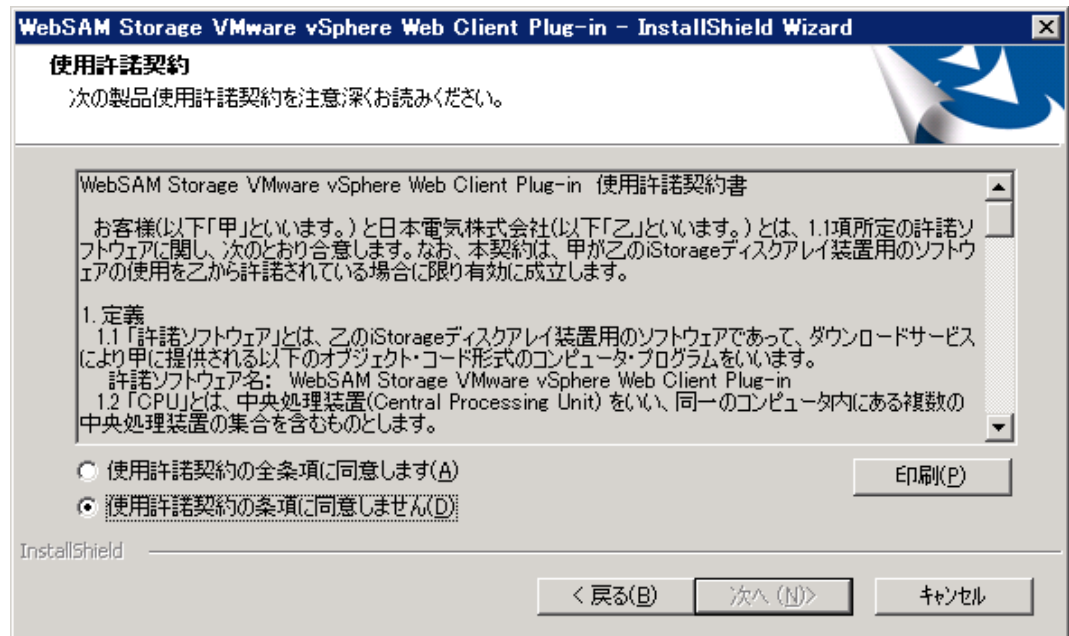 WebSAM Storage VMware vSphere Web Client Plug-in - InstallShield Wizard
使用許諾契約
次の製品使用許諾契約を注意深くお読みください。
WebSAM Storage VMware vSphere Web Client Plug-in 使用許諾契約書
お客様(以下「甲」といいます。)と日本電気株式会社(以下「乙」といいます。)とは、1.1項所定の許諾ソ
フトウェアに関し、次のとおり合意します。なお、本契約は、甲が乙のiStorageディスクアレイ装置用のソフトウ
ェアの使用を乙から許諾されている場合に限り有効に成立します。
1. 定義
1.1 「許諾ソフトウェア」とは、乙のiStorageディスクアレイ装置用のソフトウェアであって、ダウンロードサービス
により甲に提供される以下のオブジェクト・コード形式のコンピュータ・プログラムをいいます。
許諾ソフトウェア名: WebSAM Storage VMware vSphere Web Client Plug-in
1.2 「CPU」とは、中央処理装置(Central Processing Unit) をいい、同一のコンピュータ内にある複数の
中央処理装置の集合を含むものとします。
使用許諾契約の全条項に同意します(A)
印刷(P)
使用許諾契約の条項に同意しません(D)
InstallShield
< 戻る(B)
次へ (N)>
キャンセル